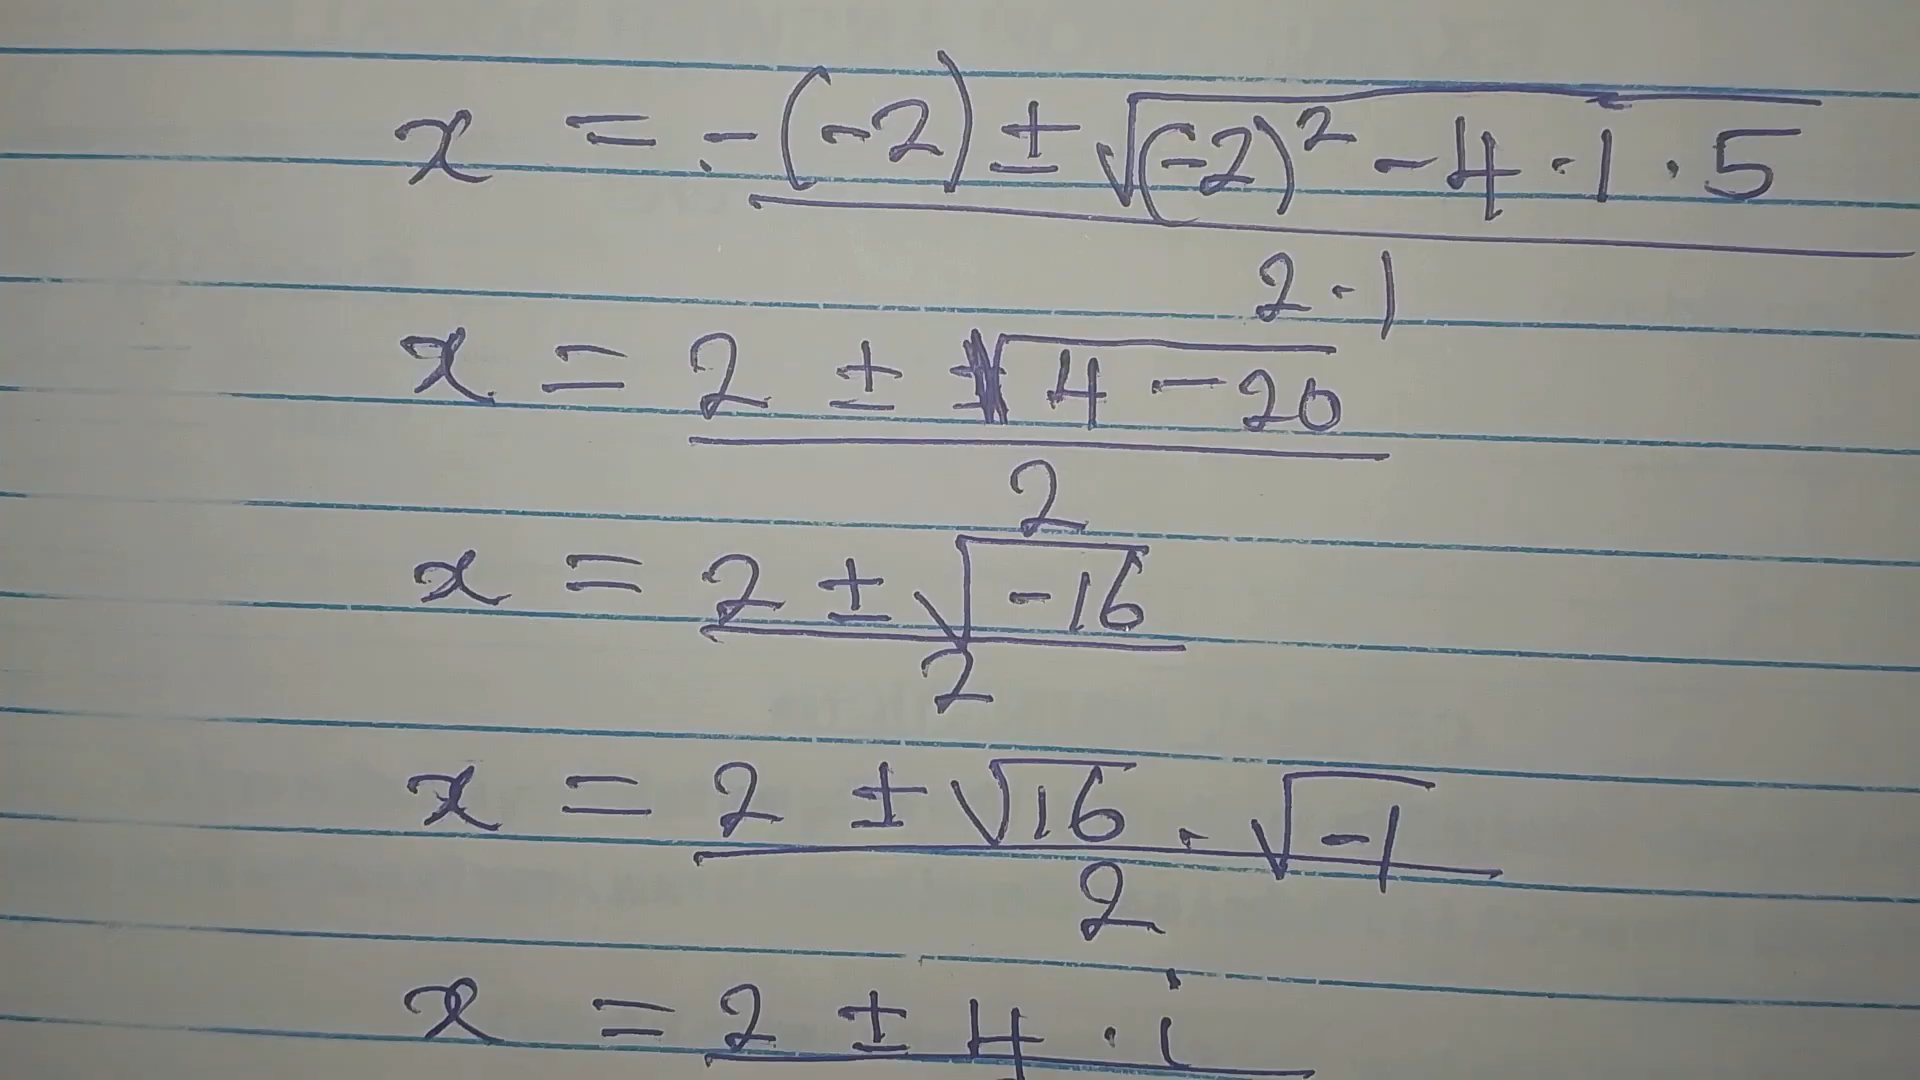 x = -(-2) ± √(-2)² - 4 · 1 · 5
2 · 1
x = 2 ± √4 - 20
2
x = 2 ± √-16
2
x = 2 ± √16 · √-1
2
x = 2 ± 4 · i